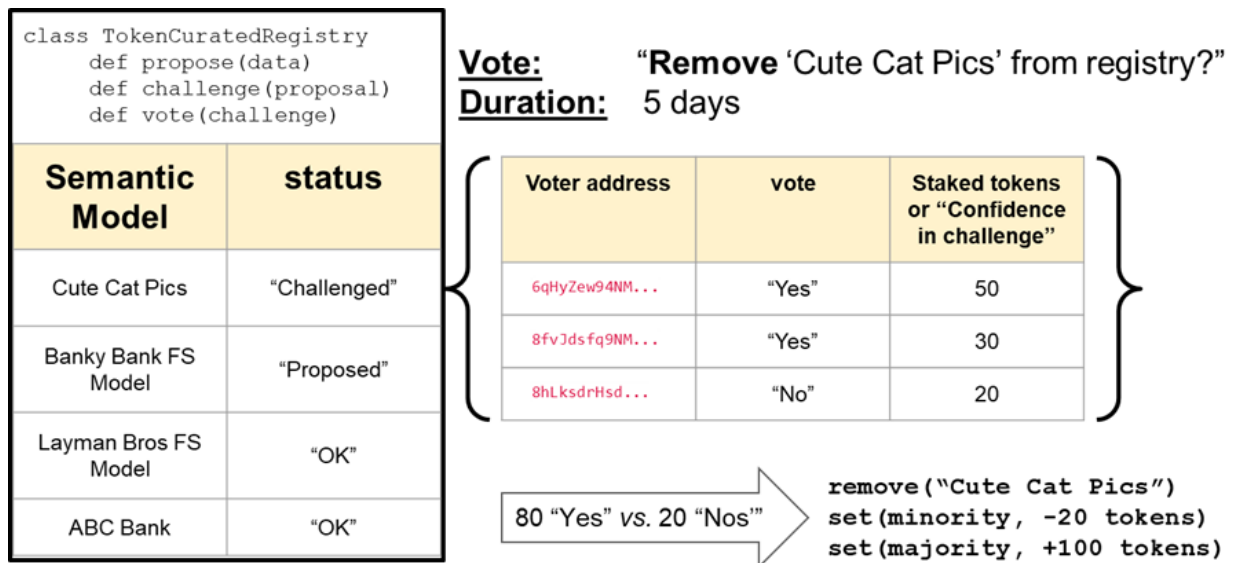 class TokenCuratedRegistry
def propose(data)
def challenge(proposal)
def vote(challenge)
Semantic
Model
status
Cute Cat Pics
“Challenged”
Banky Bank FS
Model
“Proposed”
Layman Bros FS
Model
“OK”
ABC Bank
“OK”
Vote: “Remove ‘Cute Cat Pics’ from registry?”
Duration: 5 days
Voter address
vote
Staked tokens
or “Confidence
in challenge”
6qHyZew94NM...
“Yes”
50
8fvJdsfq9NM...
“Yes”
30
8hLksdrHsd...
“No”
20
80 “Yes” vs. 20 “Nos’”
remove(“Cute Cat Pics”)
set(minority, -20 tokens)
set(majority, +100 tokens)